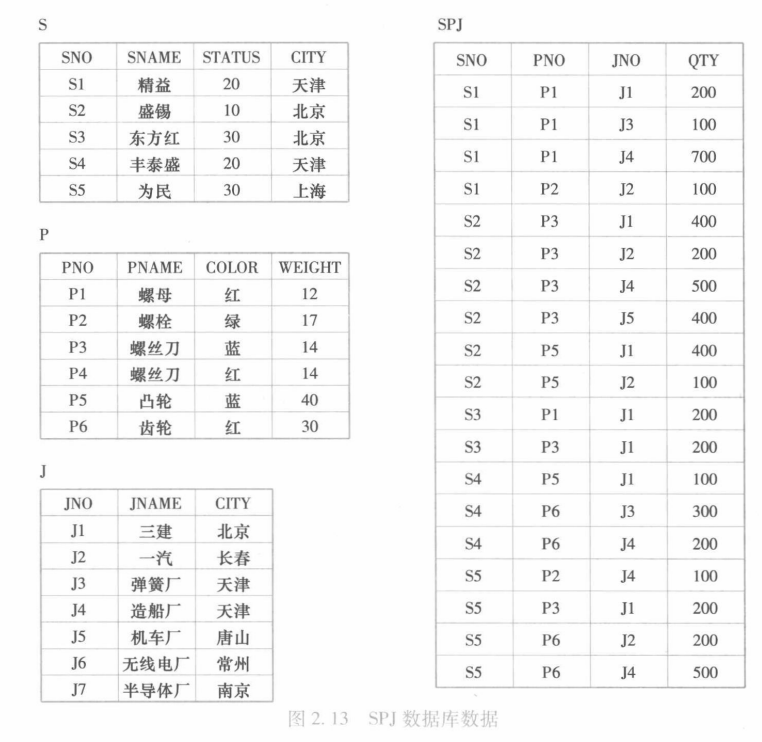 S
SNO SNAME STATUS CITY
S1 精益 20 天津
S2 盛锡 10 北京
S3 东方红 30 北京
S4 丰泰盛 20 天津
S5 为民 30 上海
P
PNO PNAME COLOR WEIGHT
P1 螺母 红 12
P2 螺栓 绿 17
P3 螺丝刀 蓝 14
P4 螺丝刀 红 14
P5 凸轮 蓝 40
P6 齿轮 红 30
J
JNO JNAME CITY
J1 三建 北京
J2 一汽 长春
J3 弹簧厂 天津
J4 造船厂 天津
J5 机车厂 唐山
J6 无线电厂 常州
J7 半导体厂 南京
SPJ
SNO PNO JNO QTY
S1 P1 J1 200
S1 P1 J3 100
S1 P1 J4 700
S1 P2 J2 100
S2 P3 J1 400
S2 P3 J2 200
S2 P3 J4 500
S2 P3 J5 400
S2 P5 J1 400
S2 P5 J2 100
S3 P1 J1 200
S3 P3 J1 200
S4 P5 J1 100
S4 P6 J3 300
S4 P6 J4 200
S5 P2 J4 100
S5 P3 J1 200
S5 P6 J2 200
S5 P6 J4 500
图 2.13 SPJ 数据库数据